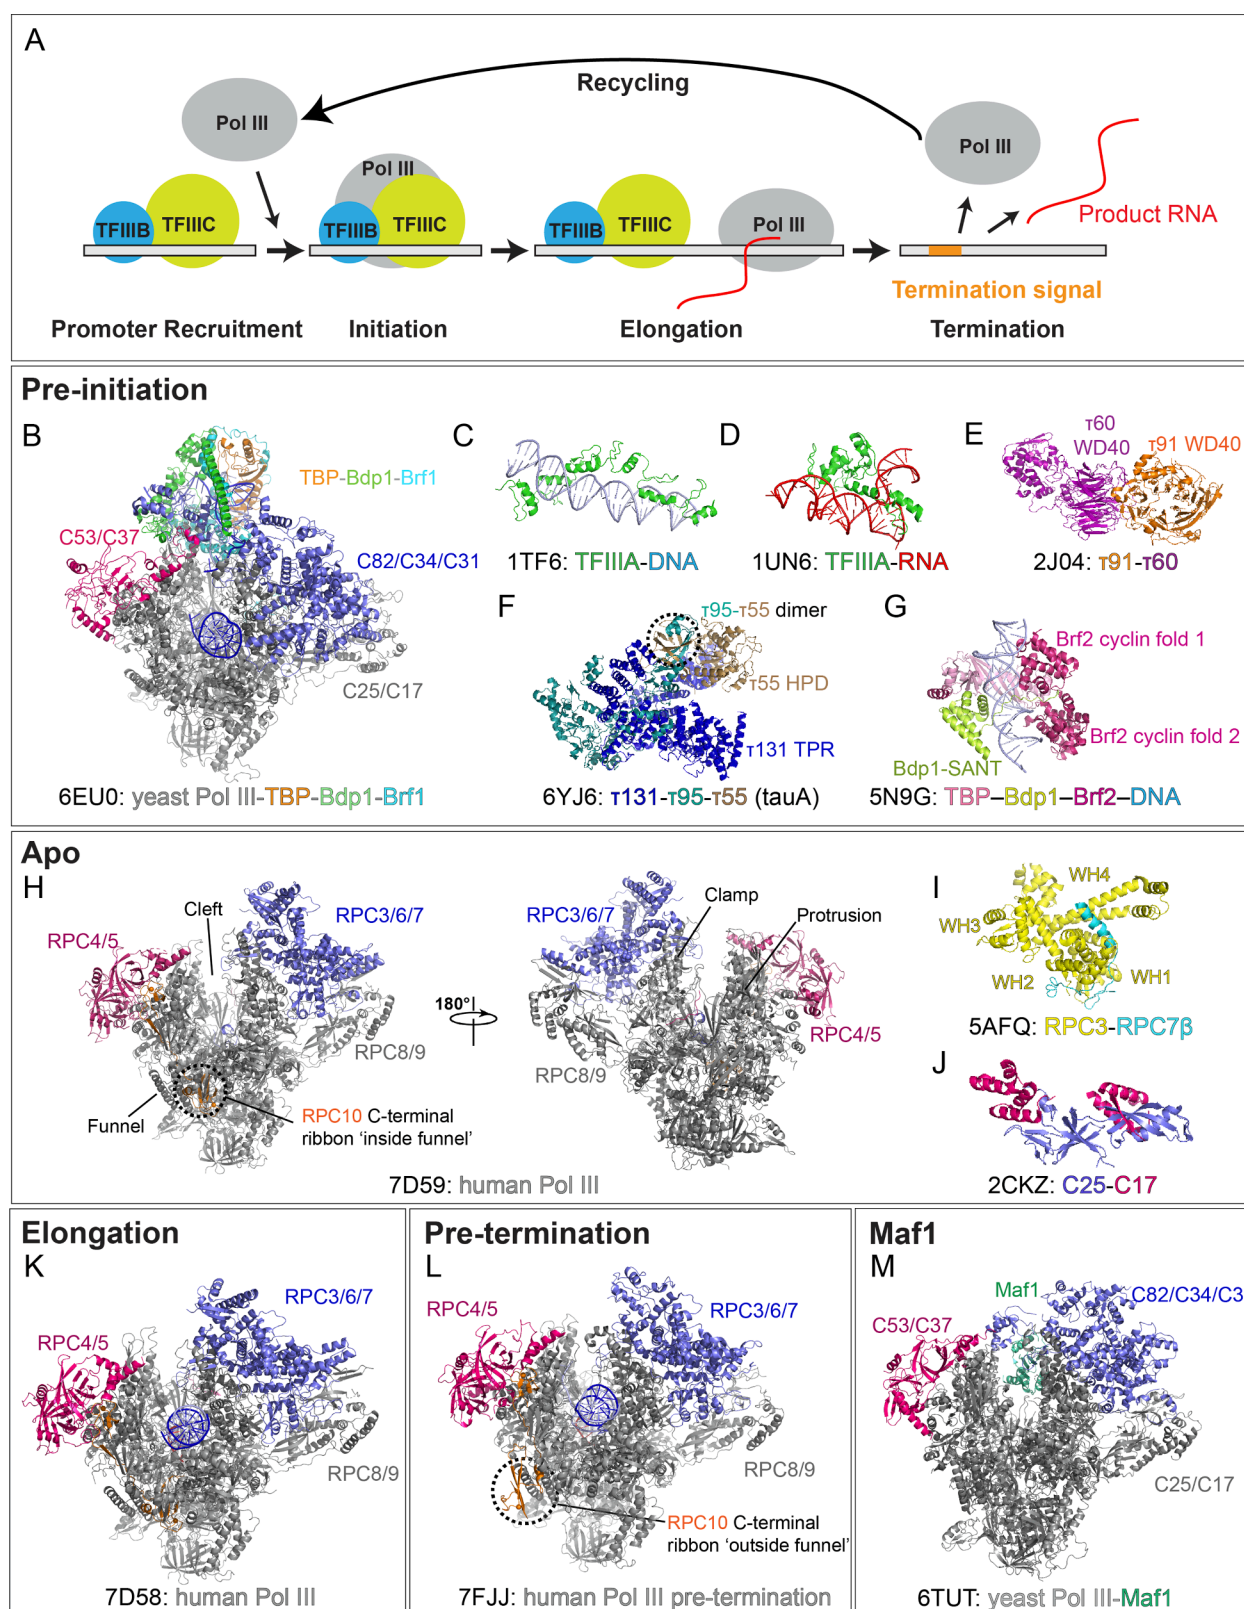 A
Recycling
Pol III
Pol III
Pol III
TFIIIB
TFIIIC
TFIIIB
TFIIIC
TFIIIB
TFIIIC
Pol III
Product RNA
Termination signal
Promoter Recruitment
Initiation
Elongation
Termination
Pre-initiation
B
TBP-Bdp1-Brf1
C53/C37
C82/C34/C31
C25/C17
6EU0: yeast Pol III-TBP-Bdp1-Brf1
C
1TF6: TFIIIA-DNA
D
1UN6: TFIIIA-RNA
E
τ60
WD40
τ91 WD40
2J04: τ91-τ60
F
τ95-τ55 dimer
τ55 HPD
τ131 TPR
6YJ6: τ131-τ95-τ55 (tauA)
G
Brf2 cyclin fold 1
Brf2 cyclin fold 2
Bdp1-SANT
5N9G: TBP–Bdp1–Brf2–DNA
Apo
H
Cleft
RPC3/6/7
RPC4/5
RPC8/9
Funnel
RPC10 C-terminal
ribbon ‘inside funnel’
180°
RPC3/6/7
Clamp
Protrusion
RPC4/5
RPC8/9
7D59: human Pol III
I
WH4
WH3
WH2
WH1
5AFQ: RPC3-RPC7β
J
2CKZ: C25-C17
Elongation
K
RPC3/6/7
RPC4/5
RPC8/9
7D58: human Pol III
Pre-termination
L
RPC4/5
RPC3/6/7
RPC8/9
RPC10 C-terminal
ribbon ‘outside funnel’
7FJJ: human Pol III pre-termination
Maf1
M
Maf1
C82/C34/C3
C53/C37
C25/C17
6TUT: yeast Pol III-Maf1